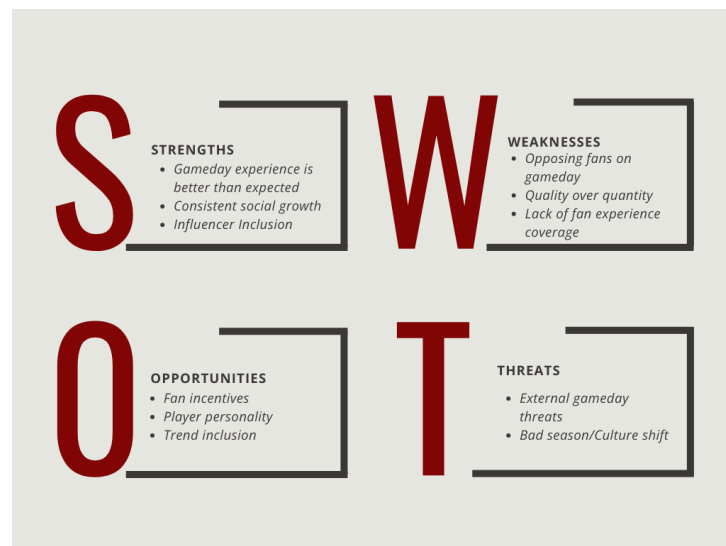 S
STRENGTHS
• Gameday experience is
better than expected
• Consistent social growth
• Influencer Inclusion
W
WEAKNESSES
• Opposing fans on
gameday
• Quality over quantity
• Lack of fan experience
coverage
O
OPPORTUNITIES
• Fan incentives
• Player personality
• Trend inclusion
T
THREATS
• External gameday
threats
• Bad season/Culture shift